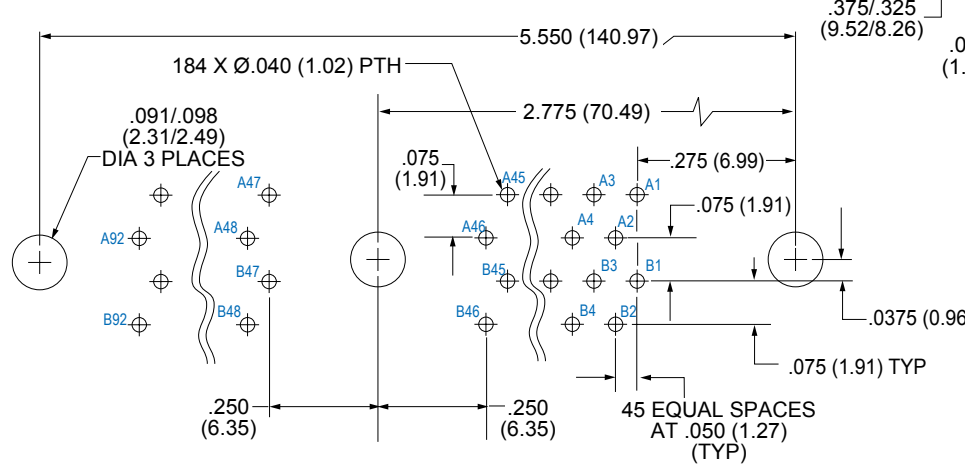 .375/.325
(9.52/8.26)
5.550 (140.97)
184 X Ø.040 (1.02) PTH
2.775 (70.49)
.091/.098
(2.31/2.49)
DIA 3 PLACES
.075
(1.91)
.275 (6.99)
A47
A45
A3
A1
.075 (1.91)
A92
A48
A46
A4
A2
B47
B45
B3
B1
B92
B48
B46
B4
B2
.0375 (0.96
.075 (1.91) TYP
.250
(6.35)
.250
(6.35)
45 EQUAL SPACES
AT .050 (1.27)
(TYP)